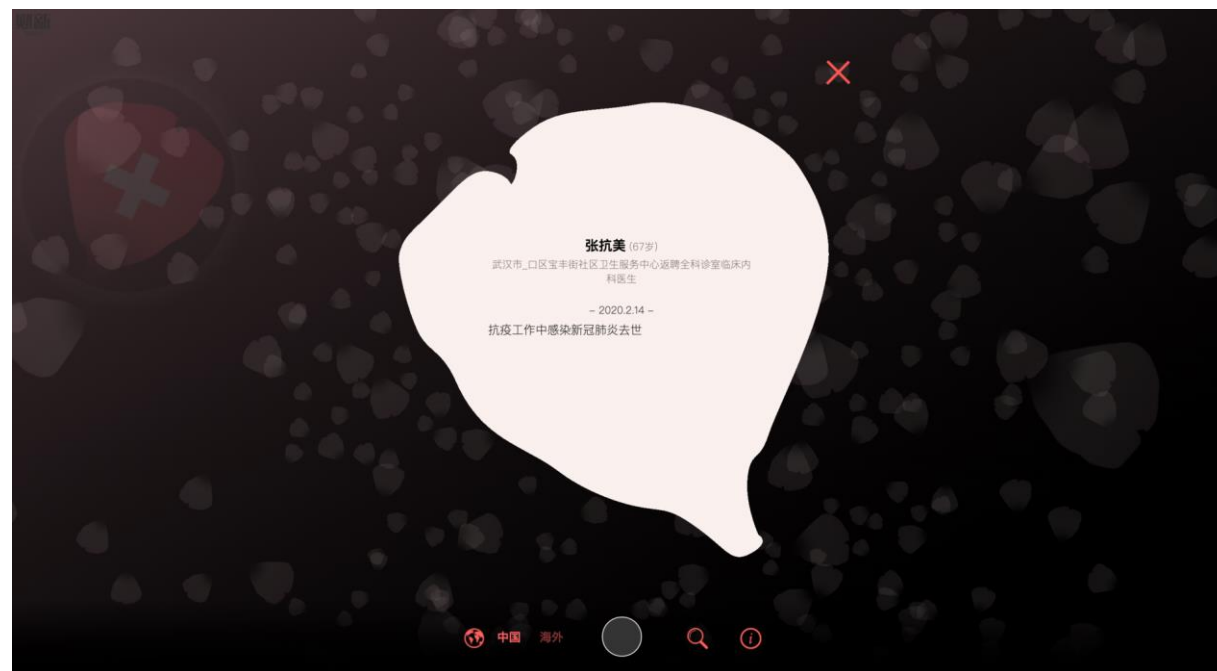 张抗美 (67岁)
武汉市_口区宝丰街社区卫生服务中心返聘全科诊室临床内
科医生
– 2020.2.14 –
抗疫工作中感染新冠肺炎去世
中国 海外